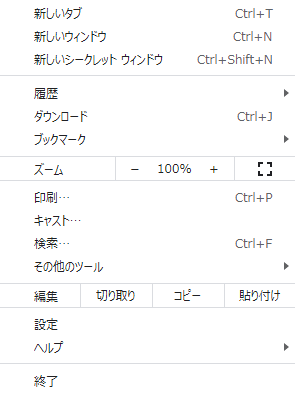 新しいタブ Ctrl+T
新しいウィンドウ Ctrl+N
新しいシークレット ウィンドウ Ctrl+Shift+N
履歴
ダウンロード Ctrl+J
ブックマーク
ズーム − 100% +
印刷… Ctrl+P
キャスト…
検索… Ctrl+F
その他のツール
編集 切り取り コピー 貼り付け
設定
ヘルプ
終了